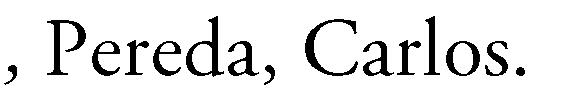 , Pereda, Carlos.